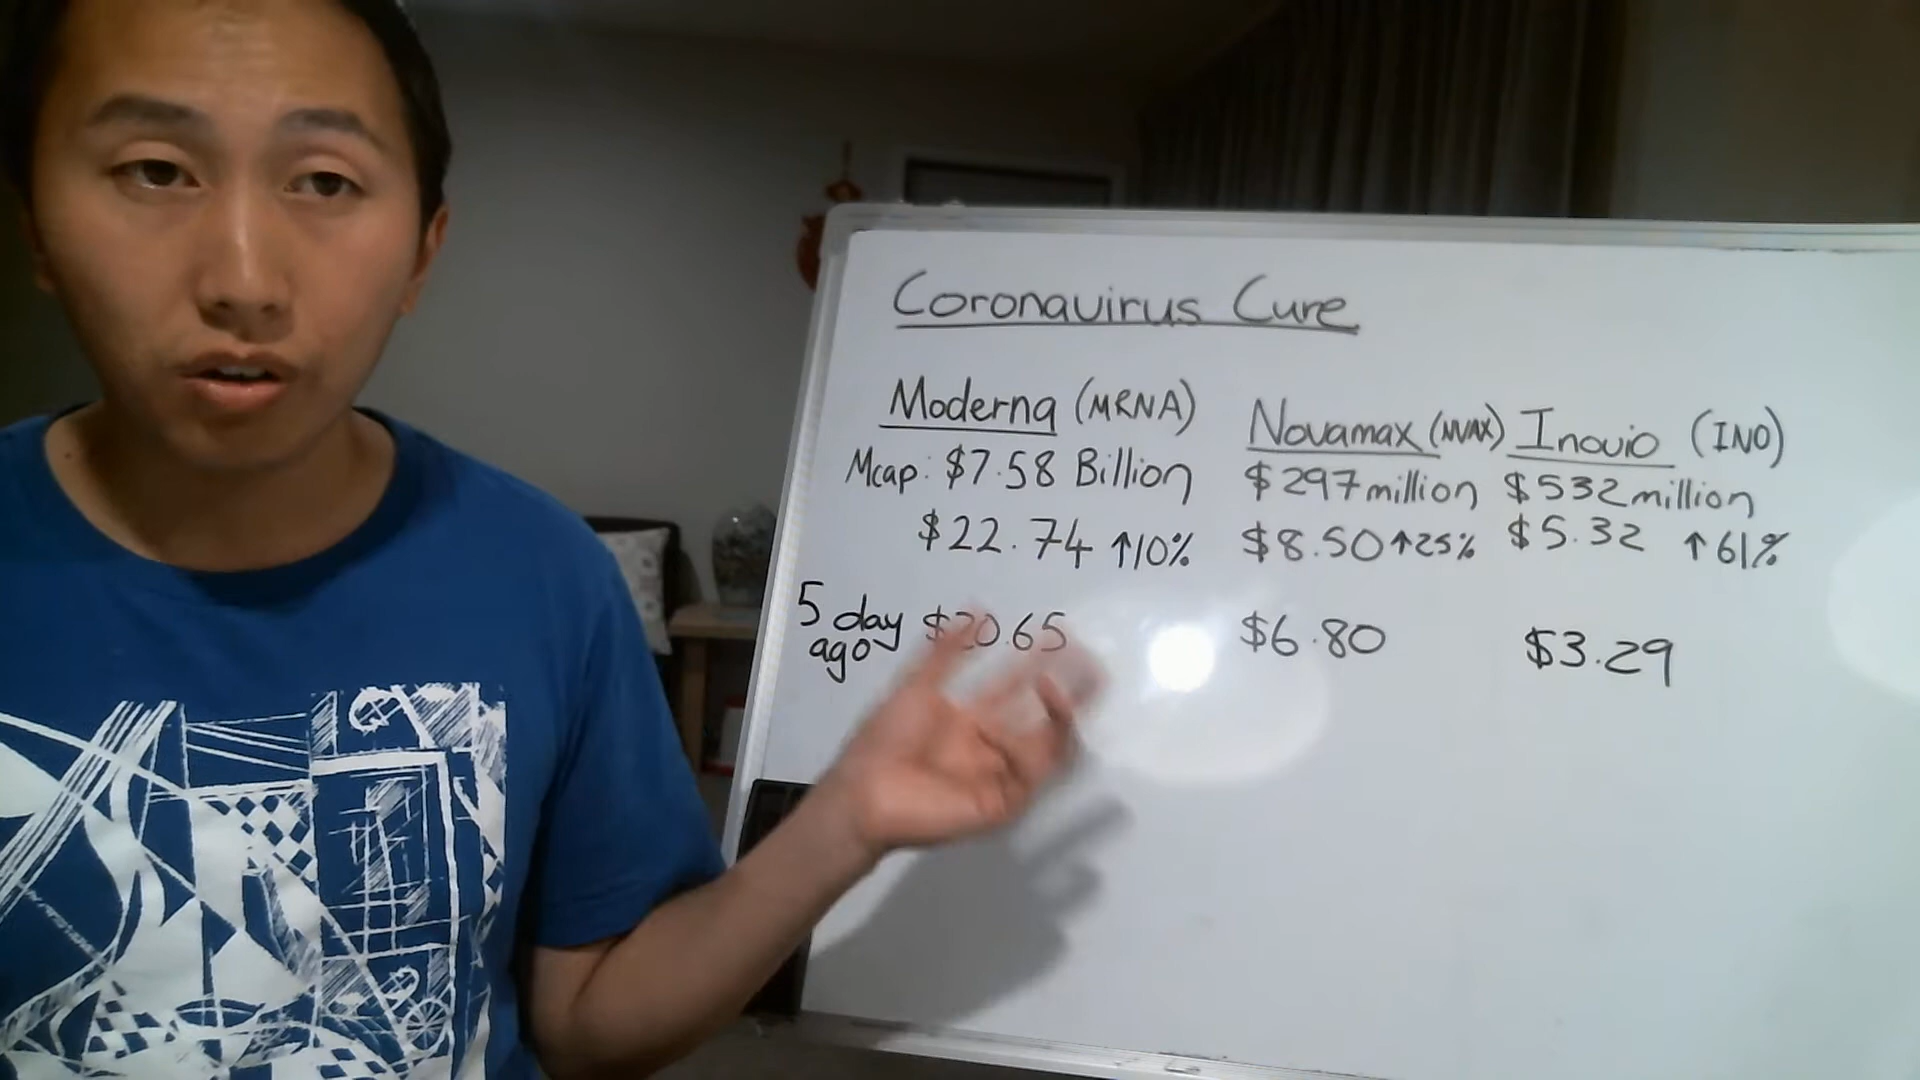 Coronavirus Cure
Moderna (MRNA) Novamax (NVAX) Inovio (INO)
Mcap: $7.58 Billion $297 million $532 million
$22.74 ↑10% $8.50 ↑25% $5.32 ↑61%
5 day $20.65 $6.80 $3.29
ago